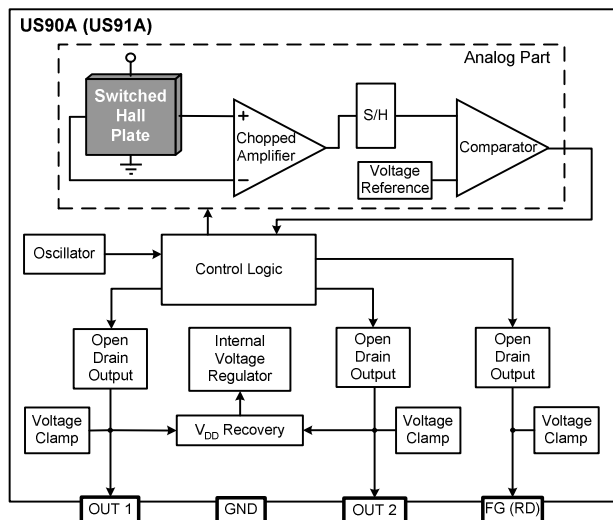 US90A (US91A)
Analog Part
Switched
Hall
Plate
+
−
Chopped
Amplifier
S/H
Voltage
Reference
Comparator
Oscillator
Control Logic
Open
Drain
Output
Internal
Voltage
Regulator
Open
Drain
Output
Open
Drain
Output
Voltage
Clamp
VDD Recovery
Voltage
Clamp
Voltage
Clamp
OUT 1
GND
OUT 2
FG (RD)